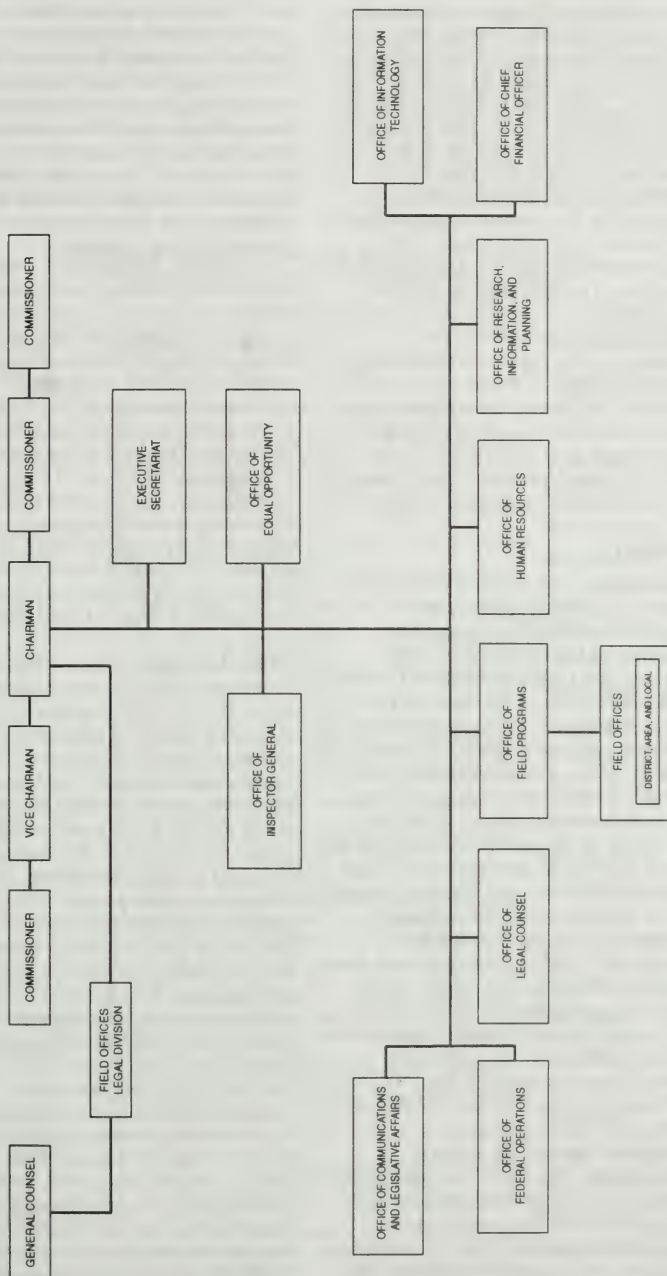 GENERAL COUNSEL
COMMISSIONER
VICE CHAIRMAN
CHAIRMAN
COMMISSIONER
COMMISSIONER
FIELD OFFICES
LEGAL DIVISION
EXECUTIVE
SECRETARIAT
OFFICE OF
INSPECTOR GENERAL
OFFICE OF
EQUAL OPPORTUNITY
OFFICE OF COMMUNICATIONS
AND LEGISLATIVE AFFAIRS
OFFICE OF INFORMATION
TECHNOLOGY
OFFICE OF
FEDERAL OPERATIONS
OFFICE OF
LEGAL COUNSEL
OFFICE OF
FIELD PROGRAMS
OFFICE OF
HUMAN RESOURCES
OFFICE OF RESEARCH,
INFORMATION, AND
PLANNING
OFFICE OF CHIEF
FINANCIAL OFFICER
FIELD OFFICES
DISTRICT, AREA, AND LOCAL